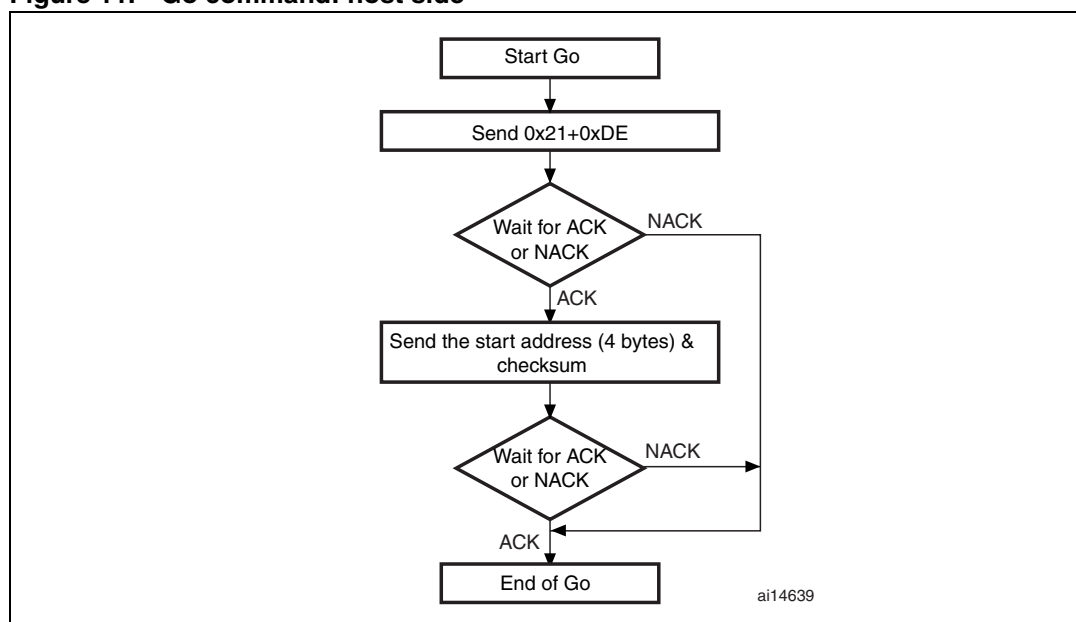 Start Go
Send 0x21+0xDE
Wait for ACK
or NACK
NACK
ACK
Send the start address (4 bytes) &
checksum
Wait for ACK
or NACK
NACK
ACK
End of Go
ai14639